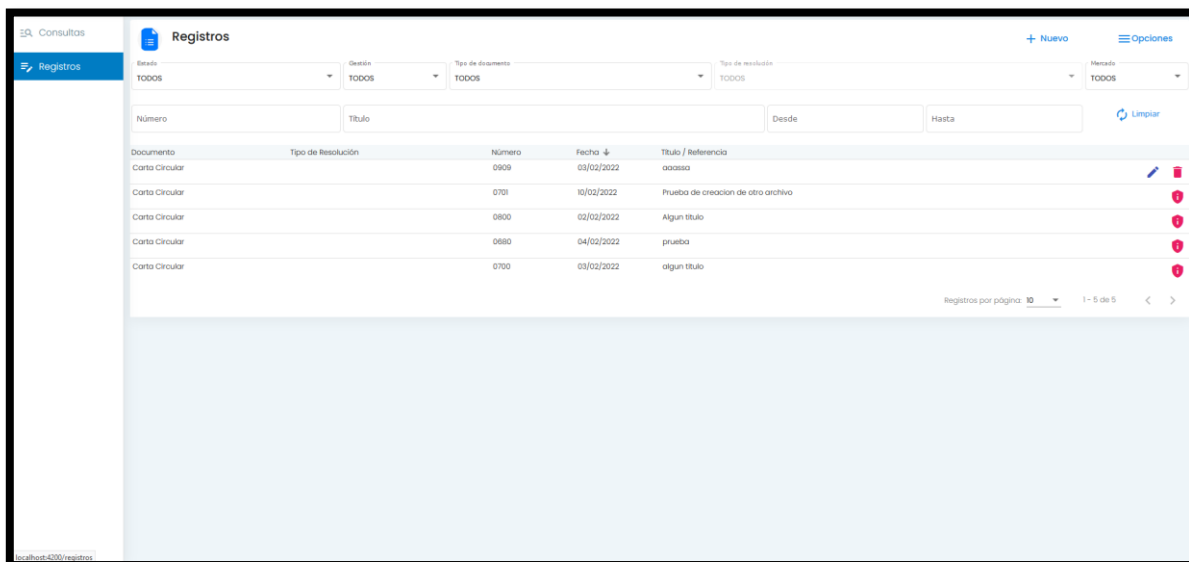 Consultas
Registros
Registros
+ Nuevo
Opciones
Estado
TODOS
Gestión
TODOS
Tipo de documento
TODOS
Tipo de resolución
TODOS
Mercado
TODOS
Número
Título
Desde
Hasta
Limpiar
Documento Tipo de Resolución Número Fecha Título / Referencia
Carta Circular 0909 03/02/2022 aaassa
Carta Circular 0701 10/02/2022 Prueba de creacion de otro archivo
Carta Circular 0800 02/02/2022 Algun titulo
Carta Circular 0680 04/02/2022 prueba
Carta Circular 0700 03/02/2022 algun titulo
Registros por página: 10 1 - 5 de 5
localhost:4200/registros